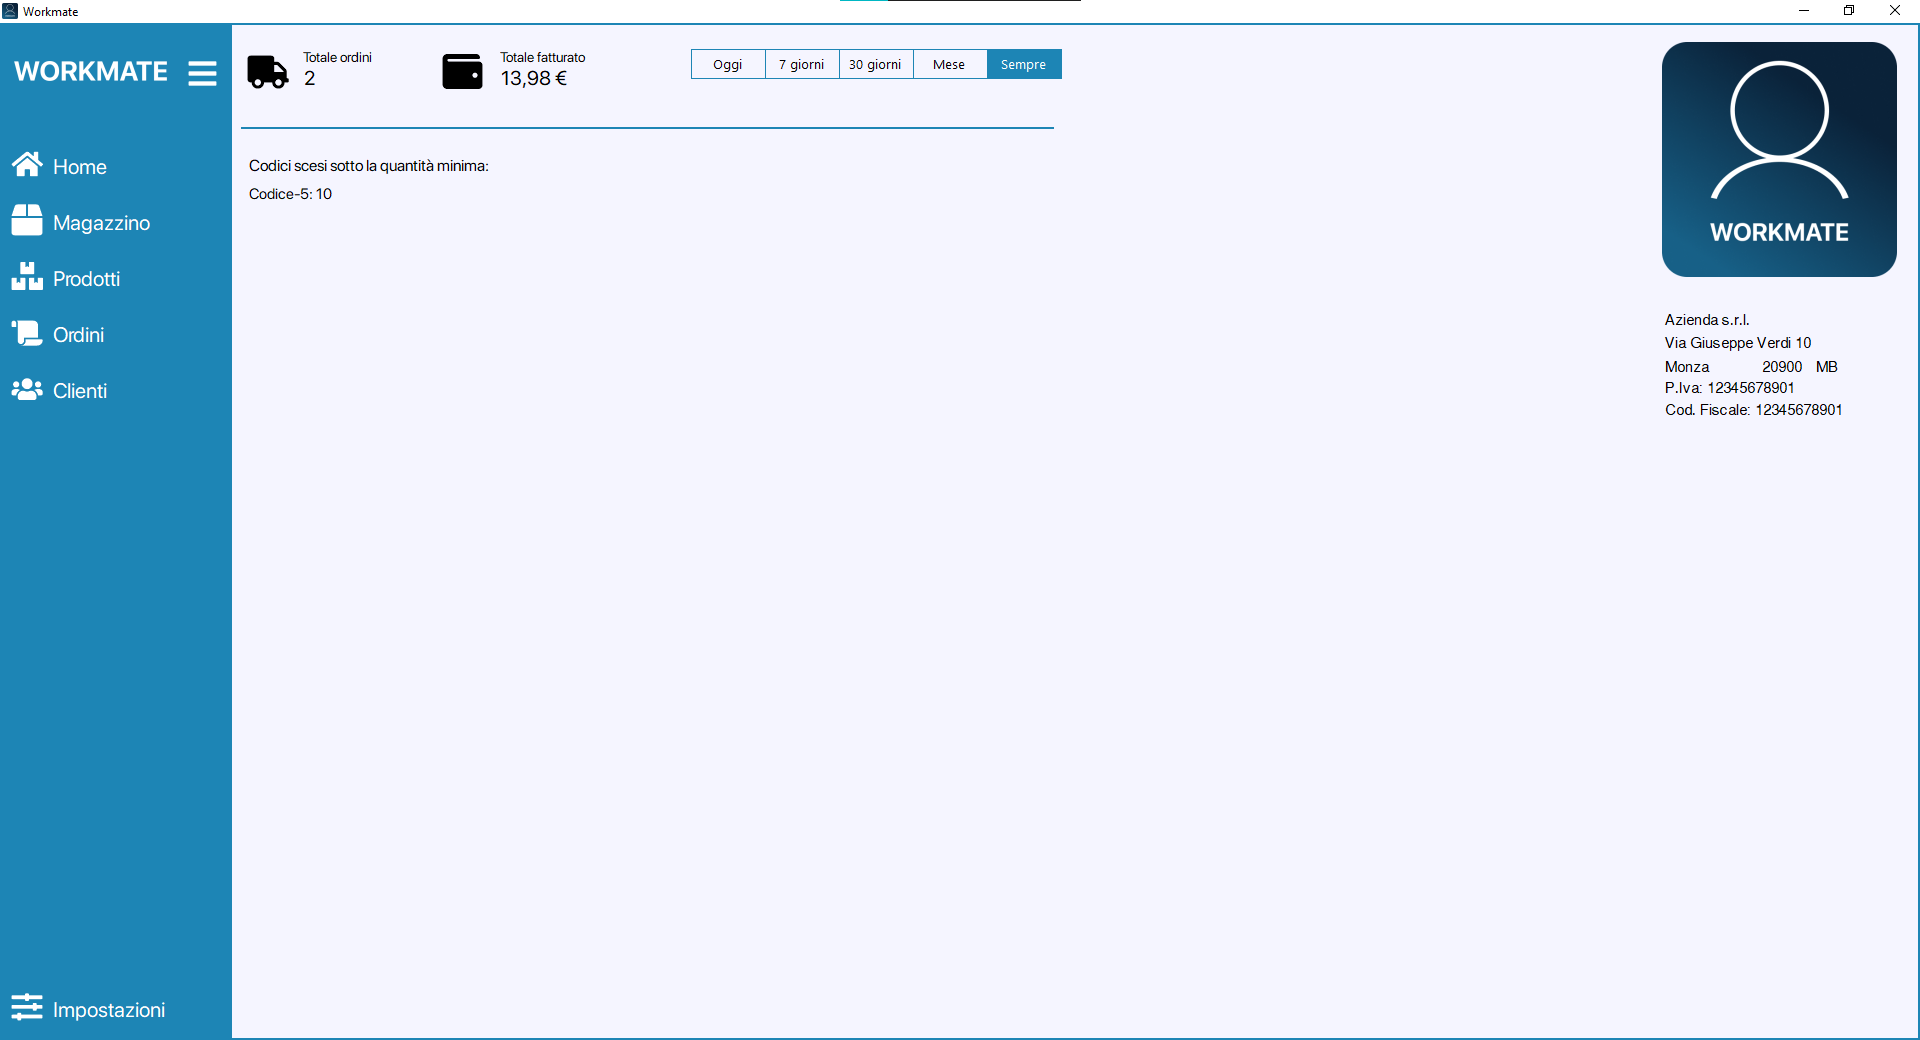 Workmate
WORKMATE
Home
Magazzino
Prodotti
Ordini
Clienti
Impostazioni
Totale ordini
2
Totale fatturato
13,98 €
Oggi 7 giorni 30 giorni Mese Sempre
Codici scesi sotto la quantità minima:
Codice-5: 10
WORKMATE
Azienda s.r.l.
Via Giuseppe Verdi 10
Monza 20900 MB
P.Iva: 12345678901
Cod. Fiscale: 12345678901